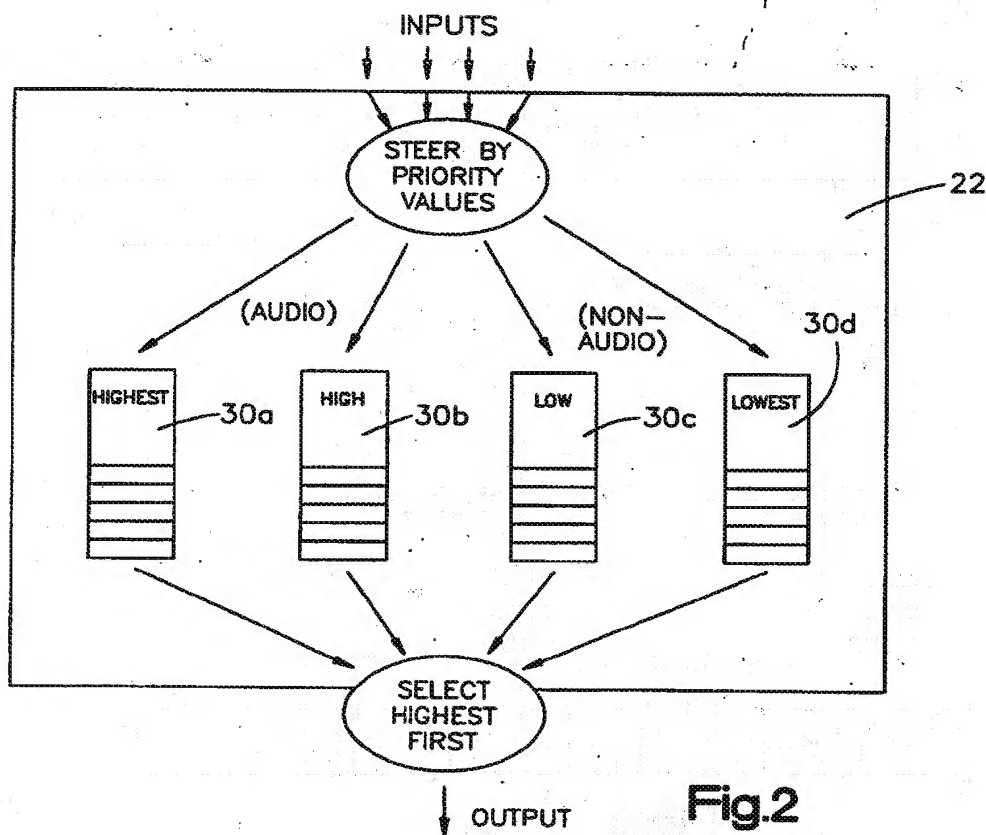 INPUTS
STEER BY
PRIORITY
VALUES
22
(AUDIO)
(NON-
AUDIO)
30d
HIGHEST
30a
HIGH
30b
LOW
30c
LOWEST
SELECT
HIGHEST
FIRST
OUTPUT
Fig.2